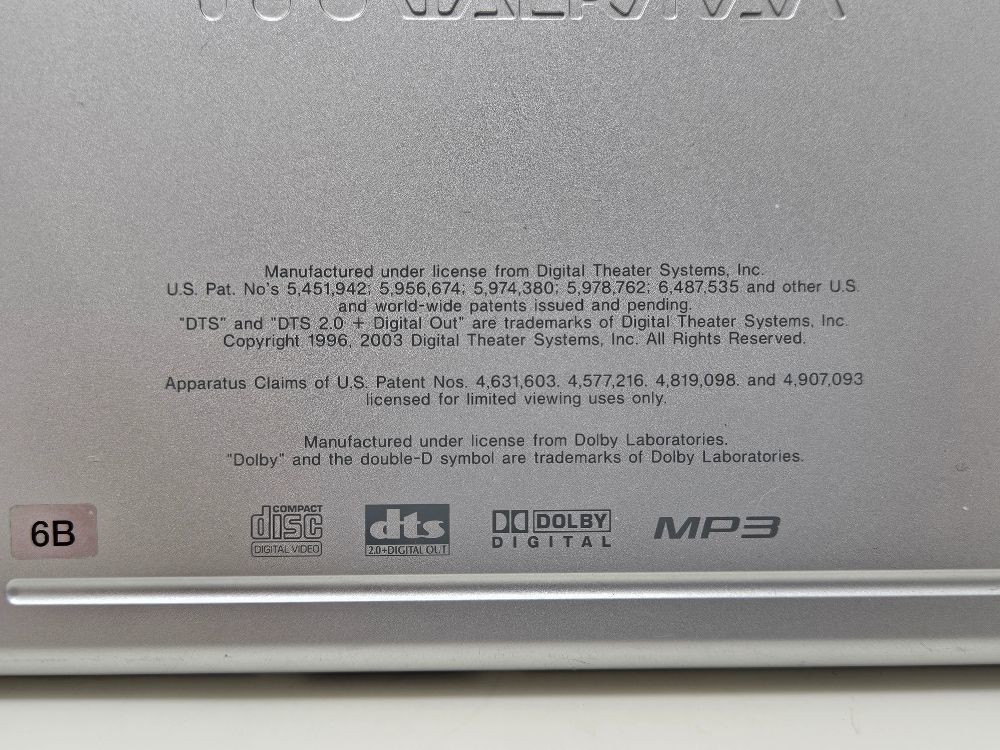 Manufactured under license from Digital Theater Systems, Inc.
U.S. Pat. No's 5,451,942; 5,956,674; 5,974,380; 5,978,762; 6,487,535 and other U.S.
and world-wide patents issued and pending.
"DTS" and "DTS 2.0 + Digital Out" are trademarks of Digital Theater Systems, Inc.
Copyright 1996, 2003 Digital Theater Systems, Inc. All Rights Reserved.
Apparatus Claims of U.S. Patent Nos. 4,631,603. 4,577,216. 4,819,098. and 4,907,093
licensed for limited viewing uses only.
Manufactured under license from Dolby Laboratories.
"Dolby" and the double-D symbol are trademarks of Dolby Laboratories.
6B
COMPACT
disc
DIGITAL VIDEO
dts
2.0+DIGITAL OUT
DOLBY
DIGITAL
MP3